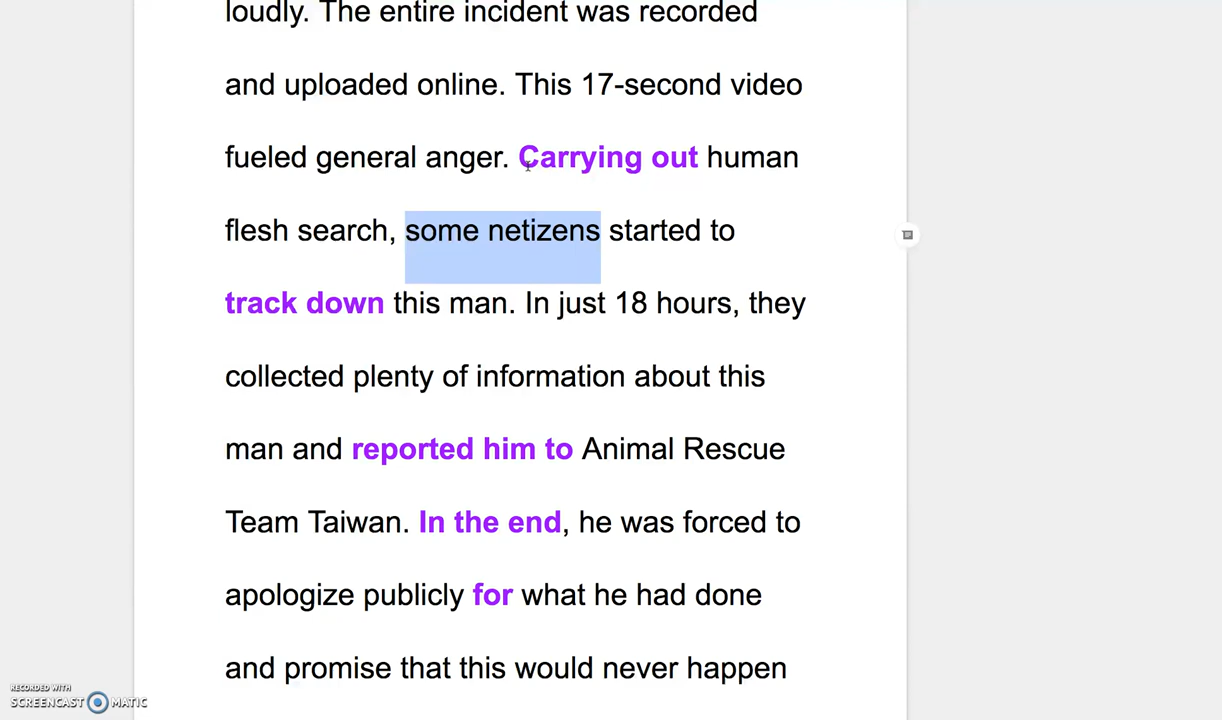 loudly. The entire incident was recorded
and uploaded online. This 17-second video
fueled general anger. Carrying out human
flesh search, some netizens started to
track down this man. In just 18 hours, they
collected plenty of information about this
man and reported him to Animal Rescue
Team Taiwan. In the end, he was forced to
apologize publicly for what he had done
and promise that this would never happen
RECORDED WITH
SCREENCAST MATIC